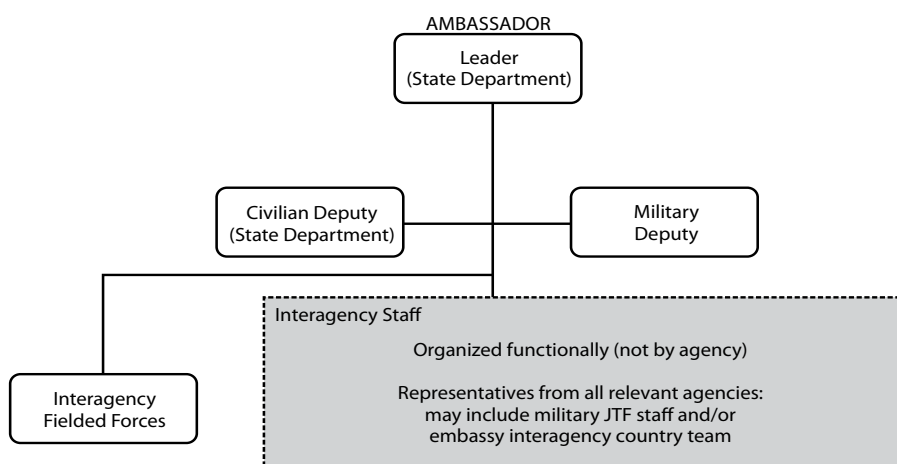 AMBASSADOR
Leader
(State Department)
Civilian Deputy
(State Department)
Military
Deputy
Interagency Staff
Organized functionally (not by agency)
Representatives from all relevant agencies:
may include military JTF staff and/or
embassy interagency country team
Interagency
Fielded Forces